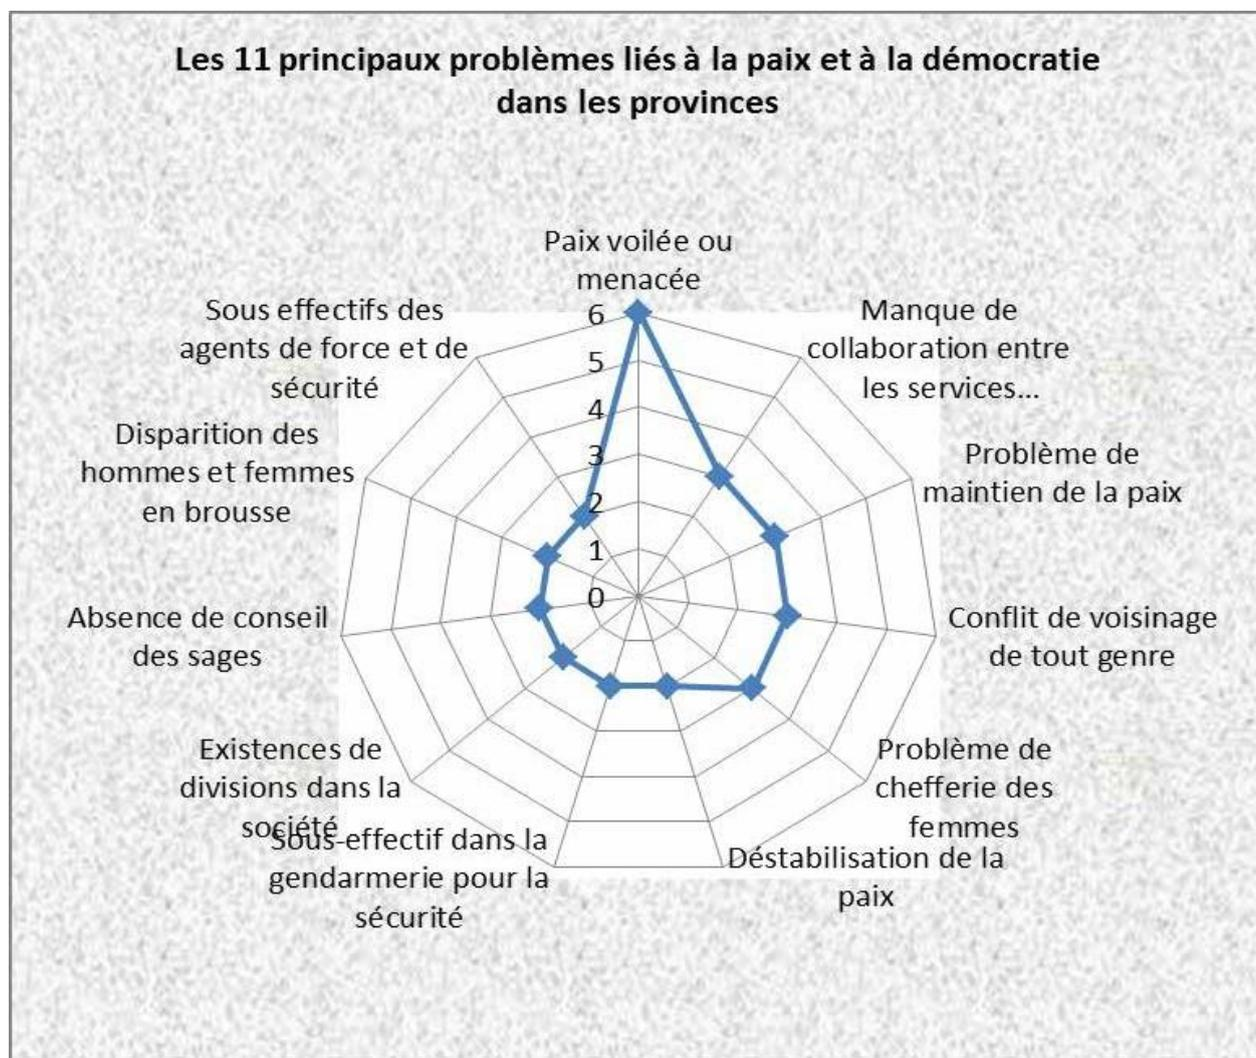 Les 11 principaux problèmes liés à la paix et à la démocratie
dans les provinces
Paix voilée ou
menacée
Manque de
collaboration entre
les services...
Problème de
maintien de la paix
Conflit de voisinage
de tout genre
Problème de
chefferie des
femmes
Déstabilisation de la
paix
Sous-effectif dans la
gendarmerie pour la
sécurité
Existences de
divisions dans la
société
Absence de conseil
des sages
Disparition des
hommes et femmes
en brousse
Sous effectifs des
agents de force et de
sécurité
6
5
4
3
2
1
0